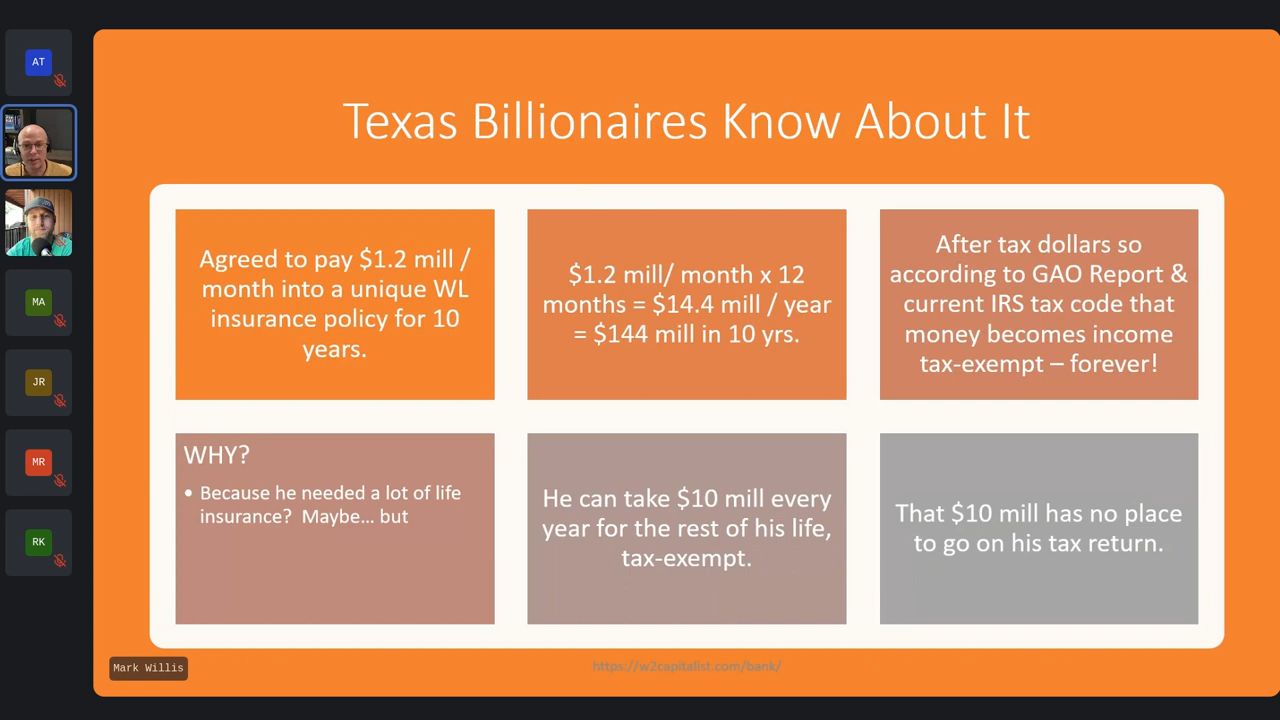 AT
MA
JR
MR
RK
Texas Billionaires Know About It
Agreed to pay $1.2 mill /
month into a unique WL
insurance policy for 10
years.
$1.2 mill/ month x 12
months = $14.4 mill / year
= $144 mill in 10 yrs.
After tax dollars so
according to GAO Report &
current IRS tax code that
money becomes income
tax-exempt – forever!
WHY?
• Because he needed a lot of life
insurance?  Maybe... but
He can take $10 mill every
year for the rest of his life,
tax-exempt.
That $10 mill has no place
to go on his tax return.
Mark Willis
https://w2capitalist.com/bank/